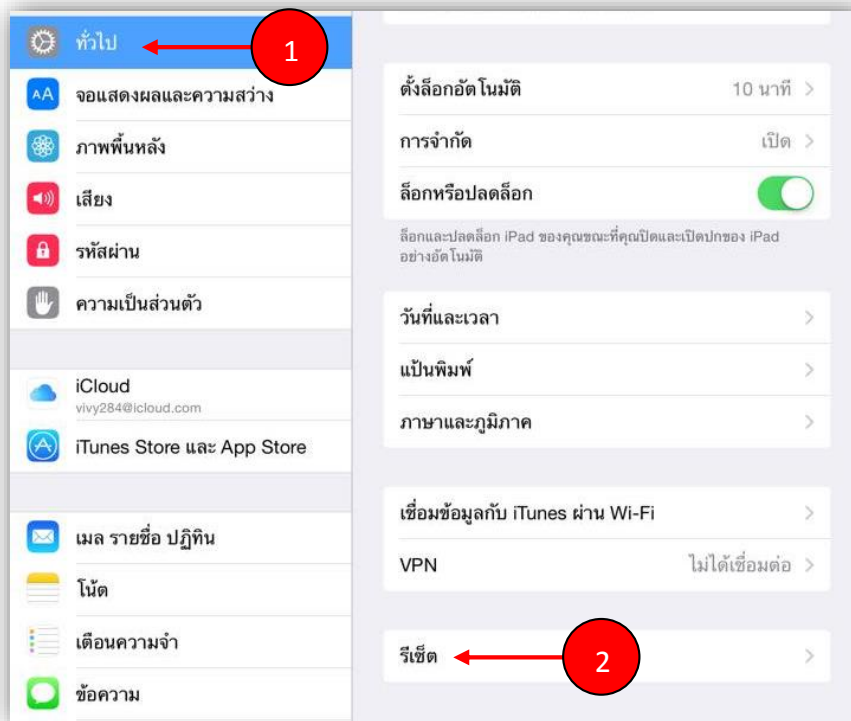 ทั่วไป
1
จอแสดงผลและความสว่าง
ภาพพื้นหลัง
เสียง
รหัสผ่าน
ความเป็นส่วนตัว
iCloud
vivy284@icloud.com
iTunes Store และ App Store
เมล รายชื่อ ปฏิทิน
โน้ต
เตือนความจำ
ข้อความ
ตั้งล็อกอัตโนมัติ 10 นาที
การจำกัด เปิด
ล็อกหรือปลดล็อก
ล็อกและปลดล็อก iPad ของคุณขณะที่คุณปิดและเปิดปกของ iPad
อย่างอัตโนมัติ
วันที่และเวลา
แป้นพิมพ์
ภาษาและภูมิภาค
เชื่อมข้อมูลกับ iTunes ผ่าน Wi-Fi
VPN ไม่ได้เชื่อมต่อ
รีเซ็ต
2